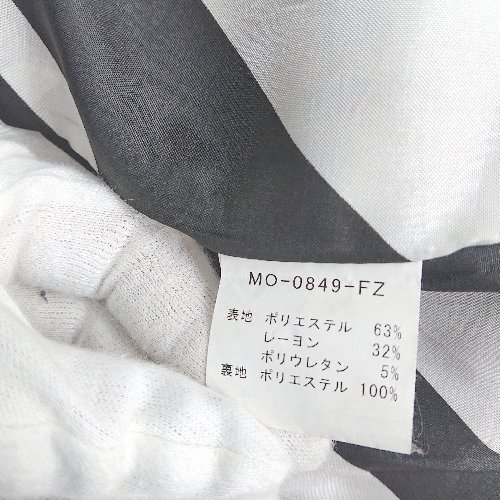 MO-0849-FZ
表地 ポリエステル 63%
レーヨン 32%
ポリウレタン 5%
裏地 ポリエステル 100%